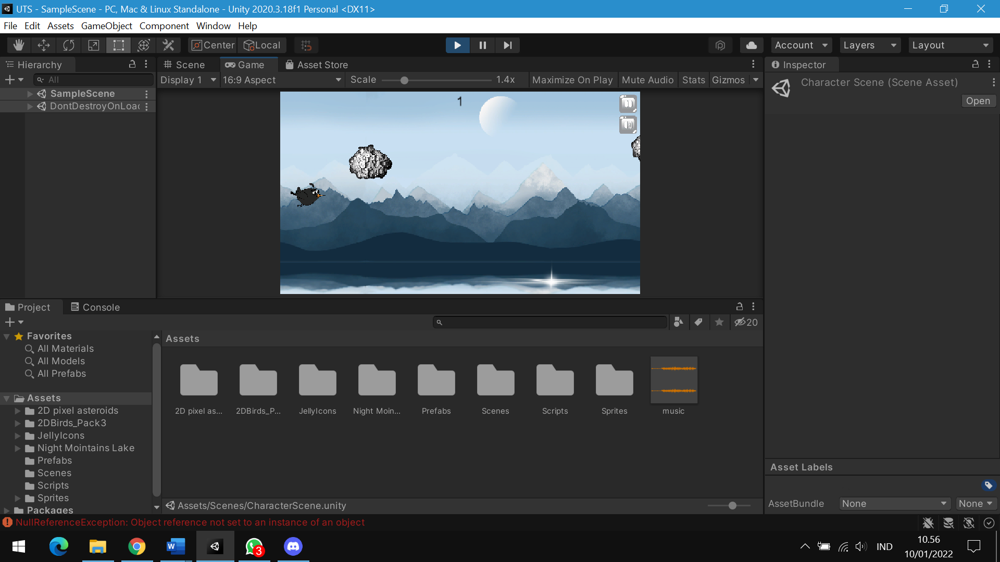 UTS - SampleScene - PC, Mac & Linux Standalone - Unity 2020.3.18f1 Personal <DX11>
File Edit Assets GameObject Component Window Help
Center Local Account Layers Layout
Hierarchy Scene Game Asset Store Inspector
All Display 1 16:9 Aspect Scale 1.4x Maximize On Play Mute Audio Stats Gizmos
Character Scene (Scene Asset)
Open
SampleScene
DontDestroyOnLoad
1
Project Console
20
Favorites
All Materials
All Models
All Prefabs
Assets
2D pixel asteroids
2DBirds_Pack3
JellyIcons
Night Mointains Lake
Prefabs
Scenes
Scripts
Sprites
Packages
Assets
2D pixel as... 2DBirds_P... JellyIcons Night Moin... Prefabs Scenes Scripts Sprites music
Assets/Scenes/CharacterScene.unity
Asset Labels
AssetBundle None None
NullReferenceException: Object reference not set to an instance of an object
W 3 IND
10.56
10/01/2022